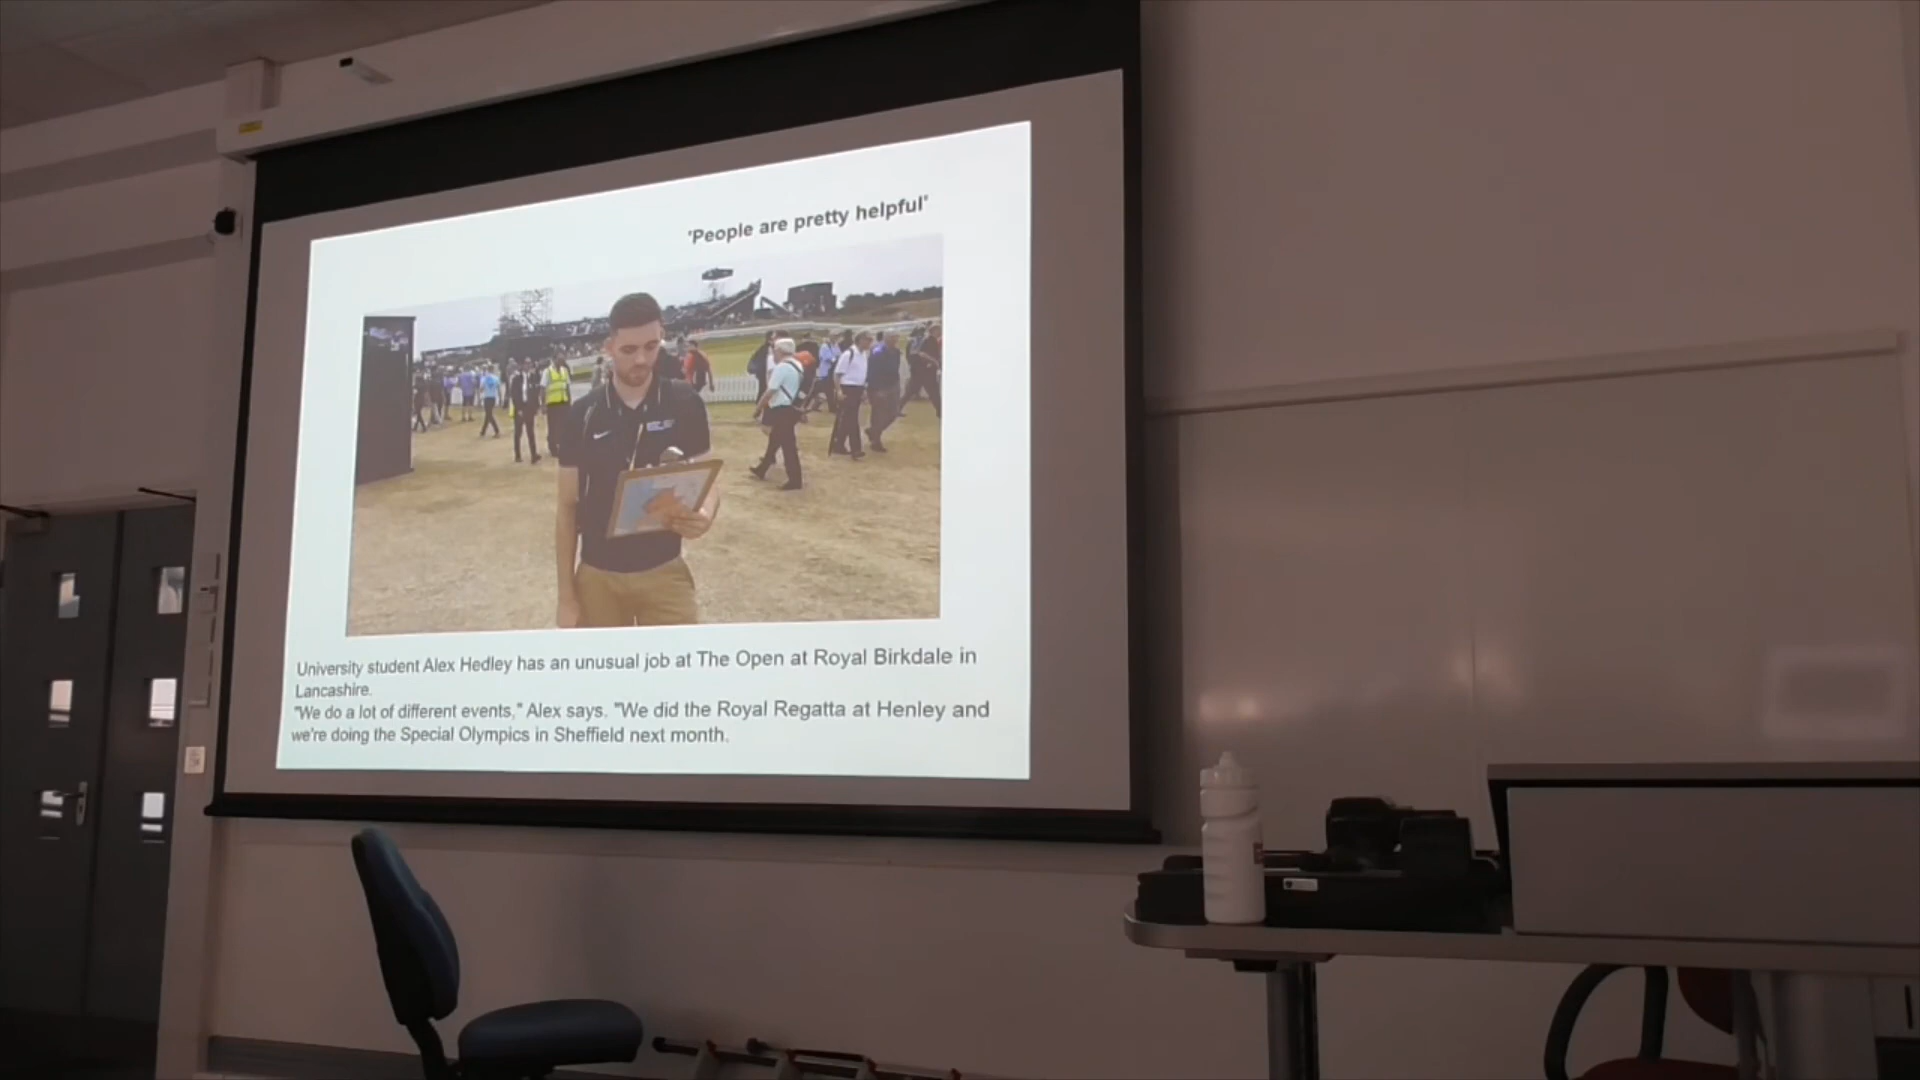 'People are pretty helpful'
University student Alex Hedley has an unusual job at The Open at Royal Birkdale in
Lancashire.
"We do a lot of different events," Alex says. "We did the Royal Regatta at Henley and
we're doing the Special Olympics in Sheffield next month.